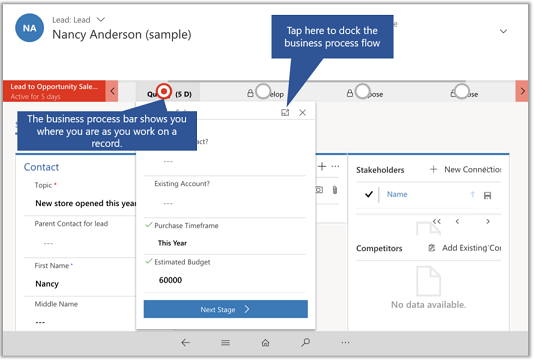 NA
Lead: Lead
Nancy Anderson (sample)
Tap here to dock the
business process flow
Lead to Opportunity Sale...
Active for 5 days
Qu (5 D)
elop
pose
ose
The business process bar shows you
where you are as you work on a
record.
act?
---
Existing Account?
---
Purchase Timeframe
This Year
Estimated Budget
60000
Next Stage
Contact
Topic *
New store opened this year
Parent Contact for lead
---
First Name *
Nancy
Middle Name
---
Stakeholders
+ New Connection
Name
Competitors
Add Existing Cor
No data available.